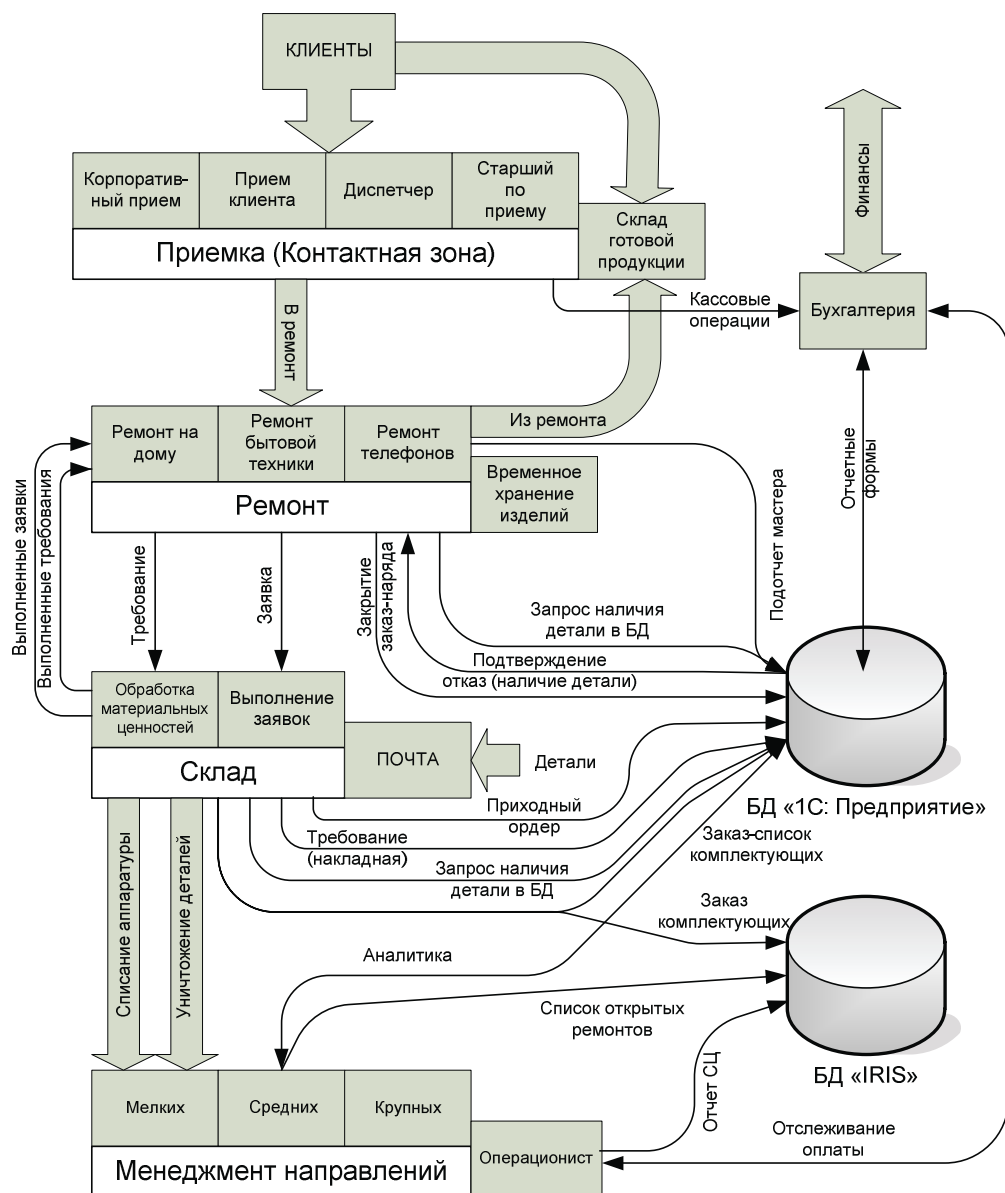 КЛИЕНТЫ
Корпоратив-
ный прием
Прием
клиента
Диспетчер
Старший
по
приему
Приемка (Контактная зона)
Склад
готовой
продукции
Финансы
Кассовые
операции
Бухгалтерия
В ремонт
Из ремонта
Ремонт на
дому
Ремонт
бытовой
техники
Ремонт
телефонов
Ремонт
Временное
хранение
изделий
Отчетные
формы
Подотчет мастера
Выполненные заявки
Выполненные требования
Требование
Заявка
Закрытие
заказ-наряда
Запрос наличия
детали в БД
Подтверждение
отказ (наличие детали)
Обработка
материальных
ценностей
Выполнение
заявок
Склад
ПОЧТА
Детали
БД «1С: Предприятие»
Приходный
ордер
Требование
(накладная)
Запрос наличия
детали в БД
Заказ-список
комплектующих
Заказ
комплектующих
Списание аппаратуры
Уничтожение деталей
Аналитика
Список открытых
ремонтов
БД «IRIS»
Отчет СЦ
Мелких
Средних
Крупных
Менеджмент направлений
Операционист
Отслеживание
оплаты